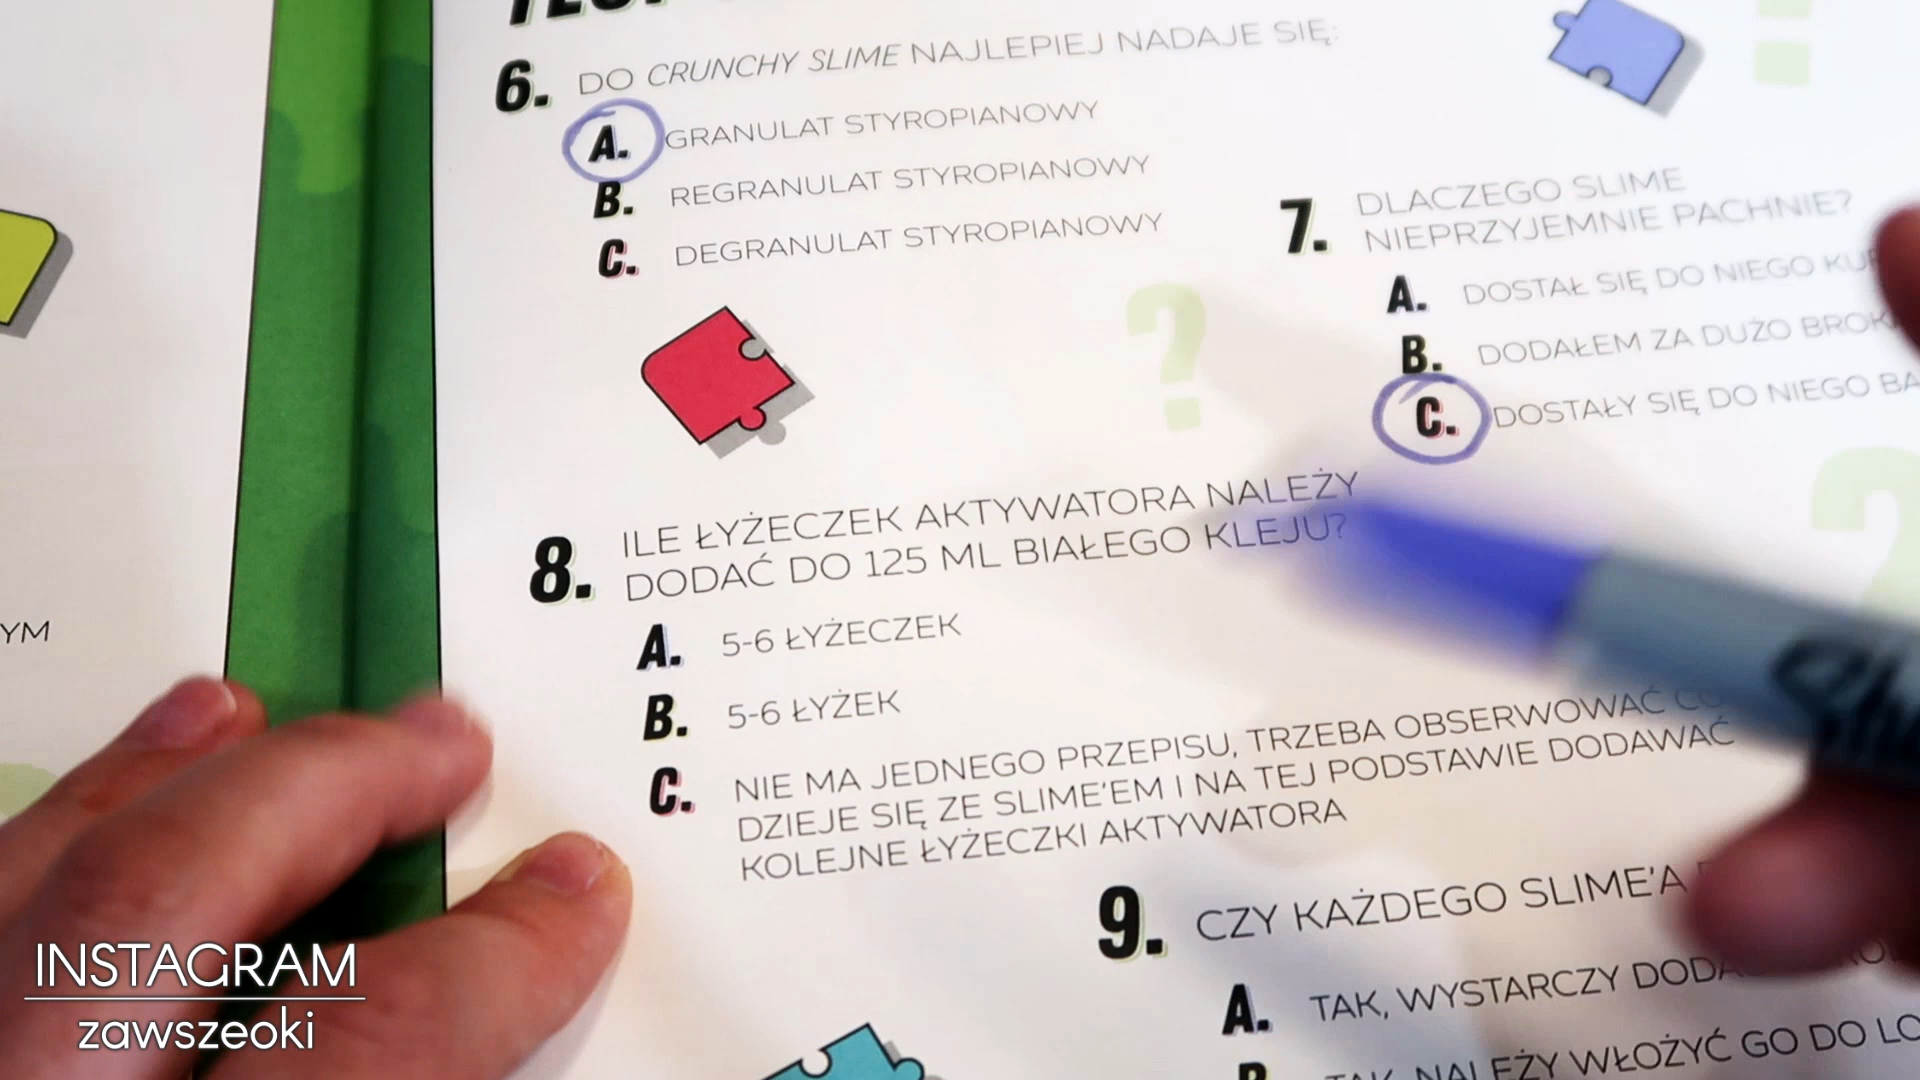 6. DO CRUNCHY SLIME NAJLEPIEJ NADAJE SIĘ:
A. GRANULAT STYROPIANOWY
B. REGRANULAT STYROPIANOWY
C. DEGRANULAT STYROPIANOWY
7. DLACZEGO SLIME
NIEPRZYJEMNIE PACHNIE?
A. DOSTAŁ SIĘ DO NIEGO
B. DODAŁEM ZA DUŻO
C. DOSTAŁY SIĘ DO NIEGO
8. ILE ŁYŻECZEK AKTYWATORA NALEŻY
DODAĆ DO 125 ML BIAŁEGO KLEJU?
A. 5-6 ŁYŻECZEK
B. 5-6 ŁYŻEK
C. NIE MA JEDNEGO PRZEPISU, TRZEBA OBSERWOWAĆ CO
DZIEJE SIĘ ZE SLIME'EM I NA TEJ PODSTAWIE DODAWAĆ
KOLEJNE ŁYŻECZKI AKTYWATORA
9. CZY KAŻDEGO SLIME'A
A. TAK, WYSTARCZY
B. TAK, NALEŻY WŁOŻYĆ GO DO
YM
INSTAGRAM
zawszeoki